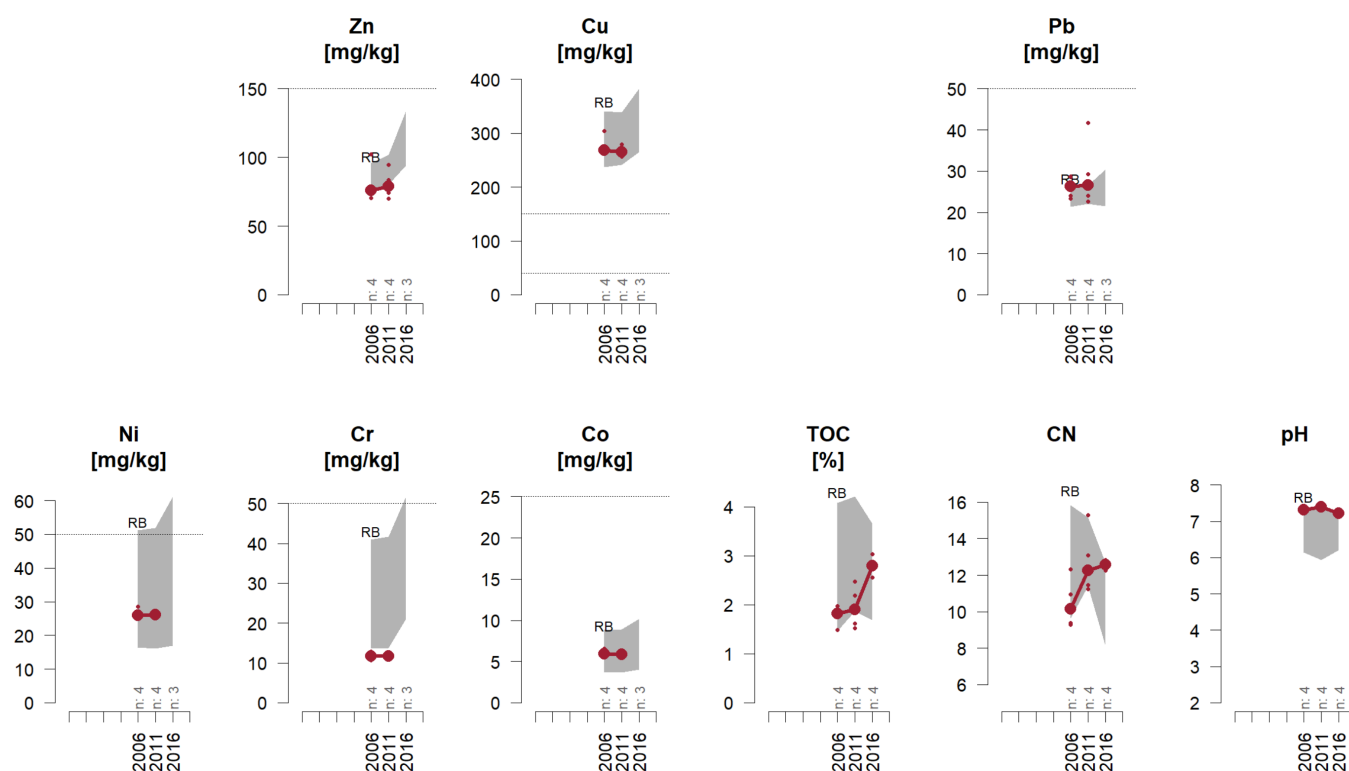 Zn
[mg/kg]
150
100
50
0
RB
n: 4
n: 4
n: 3
2006
2011
2016
Cu
[mg/kg]
400
300
200
100
0
RB
n: 4
n: 4
n: 3
2006
2011
2016
Pb
[mg/kg]
50
40
30
20
10
0
RB
n: 4
n: 4
n: 3
2006
2011
2016
Ni
[mg/kg]
60
50
40
30
20
10
0
RB
n: 4
n: 4
n: 3
2006
2011
2016
Cr
[mg/kg]
50
40
30
20
10
0
RB
n: 4
n: 4
n: 3
2006
2011
2016
Co
[mg/kg]
25
20
15
10
5
0
RB
n: 4
n: 4
n: 3
2006
2011
2016
TOC
[%]
4
3
2
1
0
RB
n: 4
n: 4
n: 4
2006
2011
2016
CN
16
14
12
10
8
6
RB
n: 4
n: 4
n: 4
2006
2011
2016
pH
8
7
6
5
4
3
2
RB
n: 4
n: 4
n: 4
2006
2011
2016